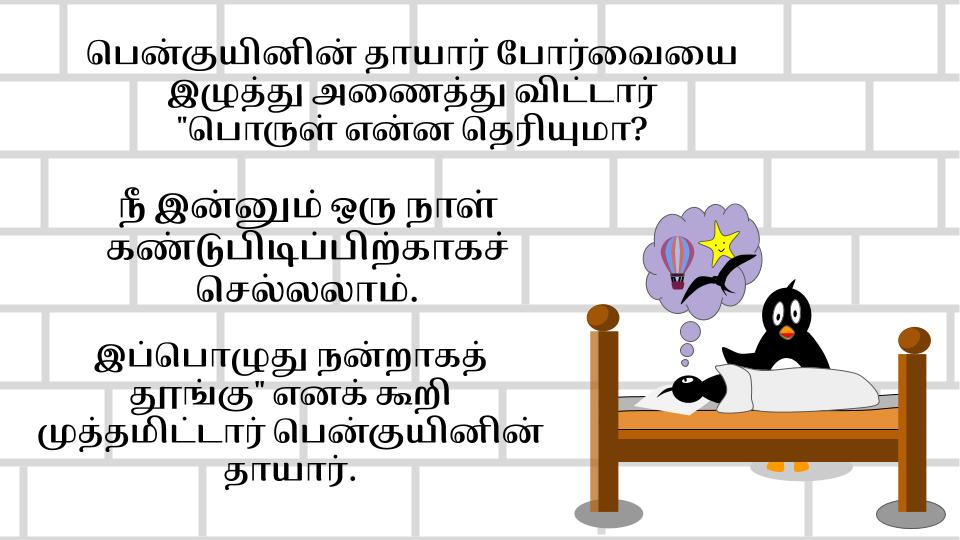 பென்குயினின் தாயார் போர்வையை
இழுத்து அணைத்து விட்டார்
"பொருள் என்ன தெரியுமா?
நீ இன்னும் ஒரு நாள்
கண்டுபிடிப்பிற்காகச்
செல்லலாம்.
இப்பொழுது நன்றாகத்
தூங்கு" எனக் கூறி
முத்தமிட்டார் பென்குயினின்
தாயார்.